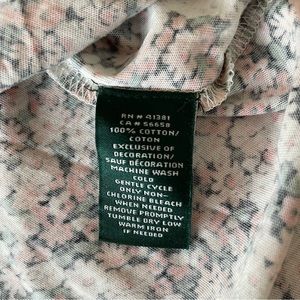 RN # 41381
CA # 56658
100% COTTON/
COTON
EXCLUSIVE OF
DECORATION/
SAUF DÉCORATION
MACHINE WASH
COLD
GENTLE CYCLE
ONLY NON-
CHLORINE BLEACH
WHEN NEEDED
REMOVE PROMPTLY
TUMBLE DRY LOW
WARM IRON
IF NEEDED